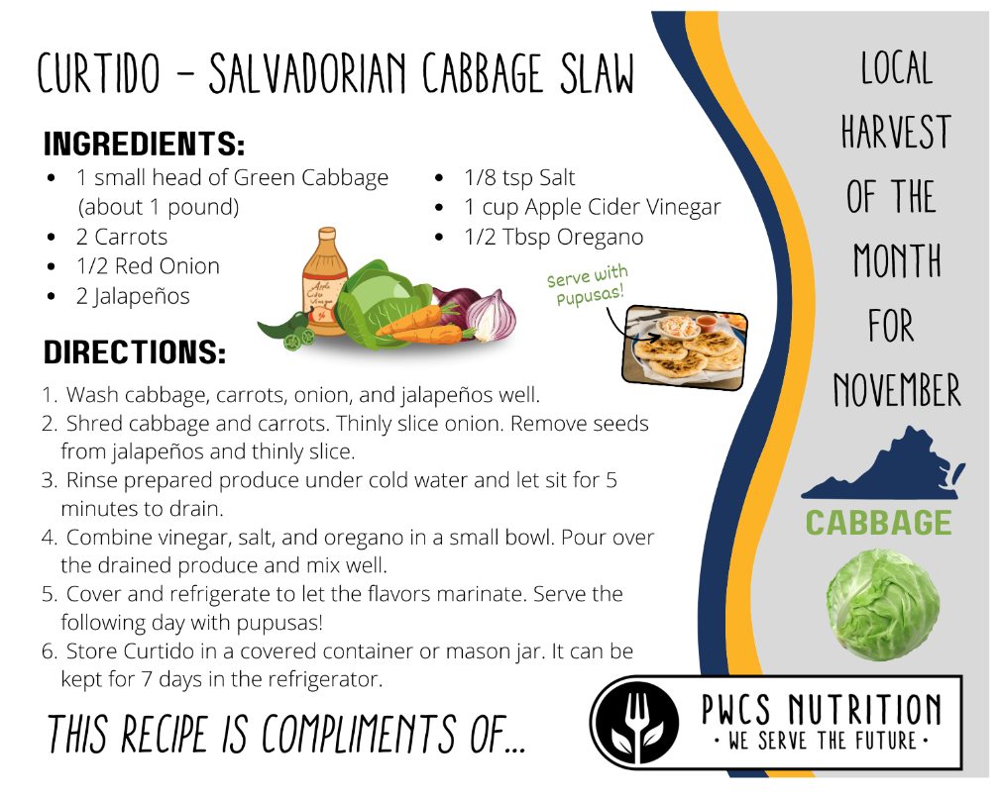 CURTIDO - SALVADORIAN CABBAGE SLAW
INGREDIENTS:
• 1 small head of Green Cabbage
(about 1 pound)
• 2 Carrots
• 1/2 Red Onion
• 2 Jalapeños
• 1/8 tsp Salt
• 1 cup Apple Cider Vinegar
• 1/2 Tbsp Oregano
Apple
Cider
Vinegar
Serve with
Pupusas!
DIRECTIONS:
1. Wash cabbage, carrots, onion, and jalapeños well.
2. Shred cabbage and carrots. Thinly slice onion. Remove seeds
from jalapeños and thinly slice.
3. Rinse prepared produce under cold water and let sit for 5
minutes to drain.
4. Combine vinegar, salt, and oregano in a small bowl. Pour over
the drained produce and mix well.
5. Cover and refrigerate to let the flavors marinate. Serve the
following day with pupusas!
6. Store Curtido in a covered container or mason jar. It can be
kept for 7 days in the refrigerator.
THIS RECIPE IS COMPLIMENTS OF...
LOCAL
HARVEST
OF THE
MONTH
FOR
NOVEMBER
CABBAGE
PWCS NUTRITION
• WE SERVE THE FUTURE •